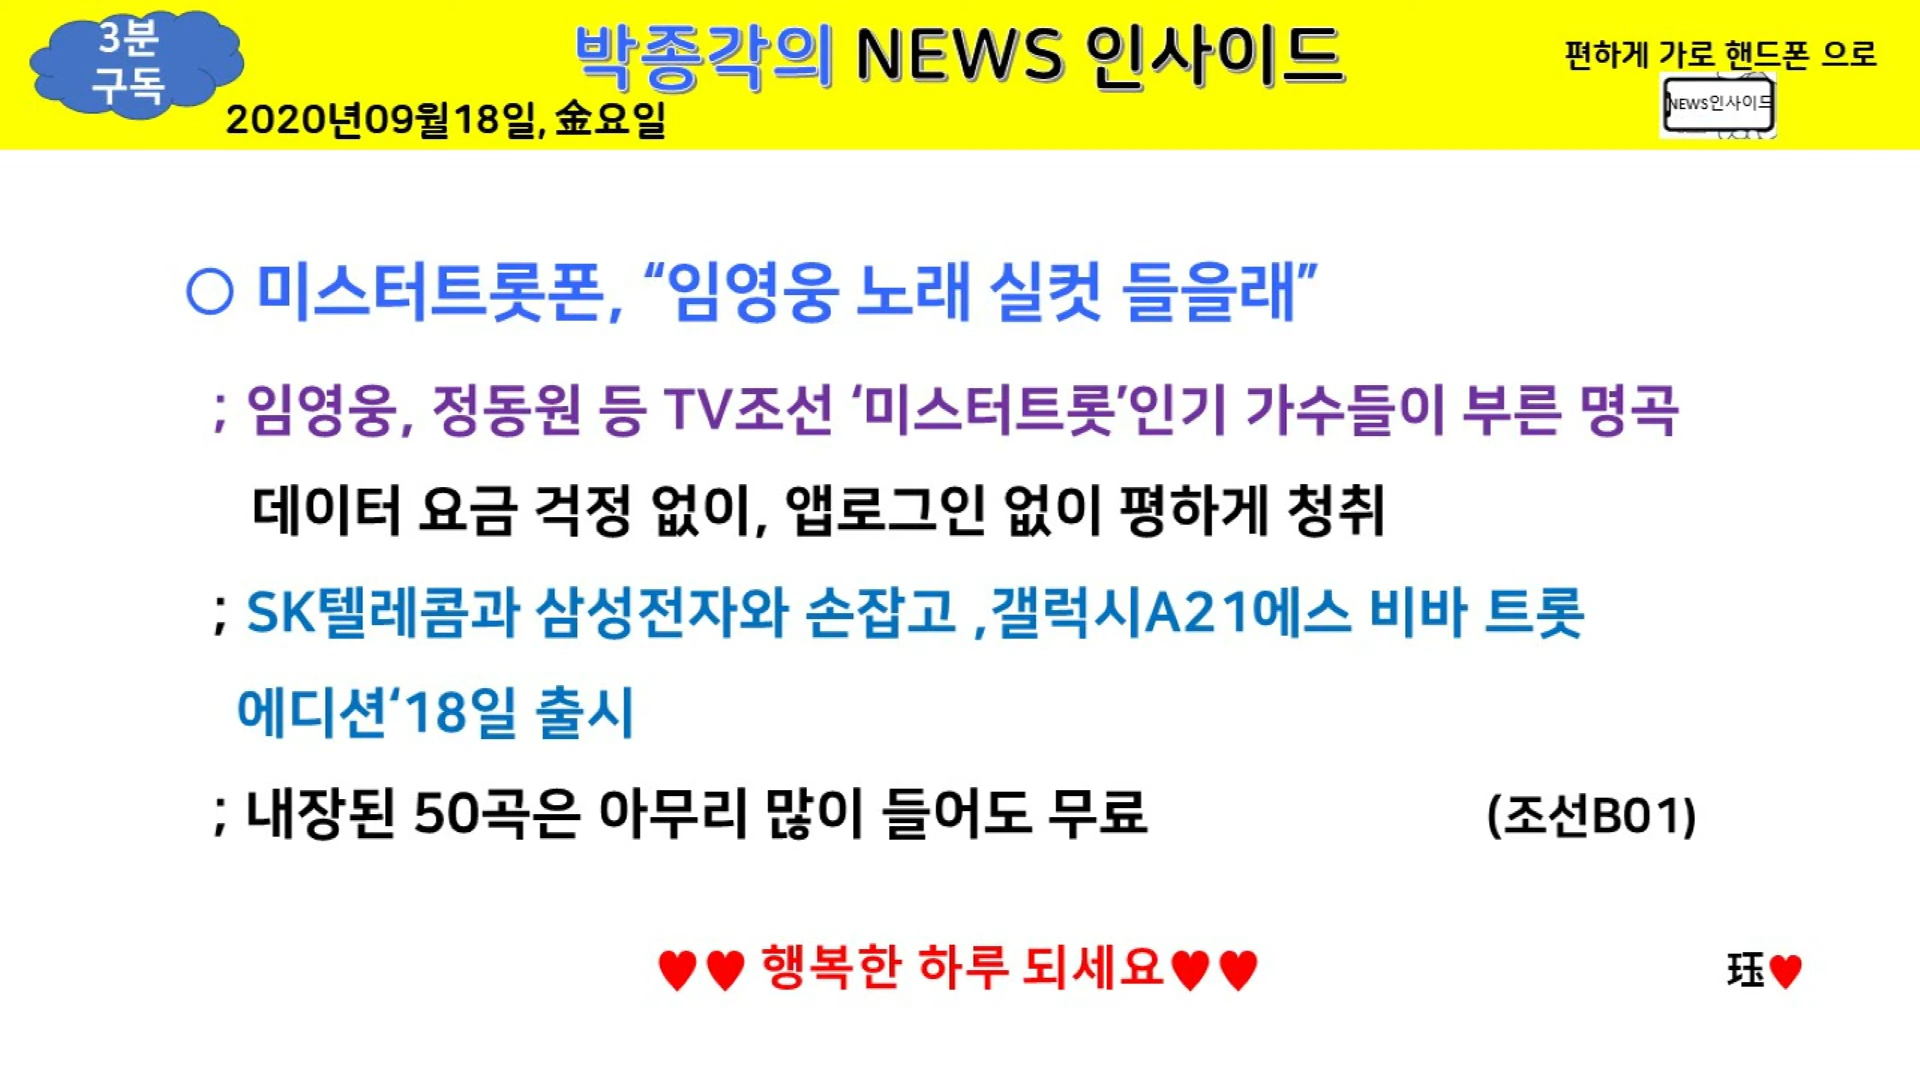 3분
구독
박종각의 NEWS 인사이드
편하게 가로 핸드폰 으로
NEWS인사이드
2020년09월18일, 金요일
○ 미스터트롯폰, “임영웅 노래 실컷 들을래”
; 임영웅, 정동원 등 TV조선 ‘미스터트롯’인기 가수들이 부른 명곡
데이터 요금 걱정 없이, 앱로그인 없이 평하게 청취
; SK텔레콤과 삼성전자와 손잡고 ,갤럭시A21에스 비바 트롯
에디션‘18일 출시
; 내장된 50곡은 아무리 많이 들어도 무료 (조선B01)
♥♥ 행복한 하루 되세요♥♥
珏♥